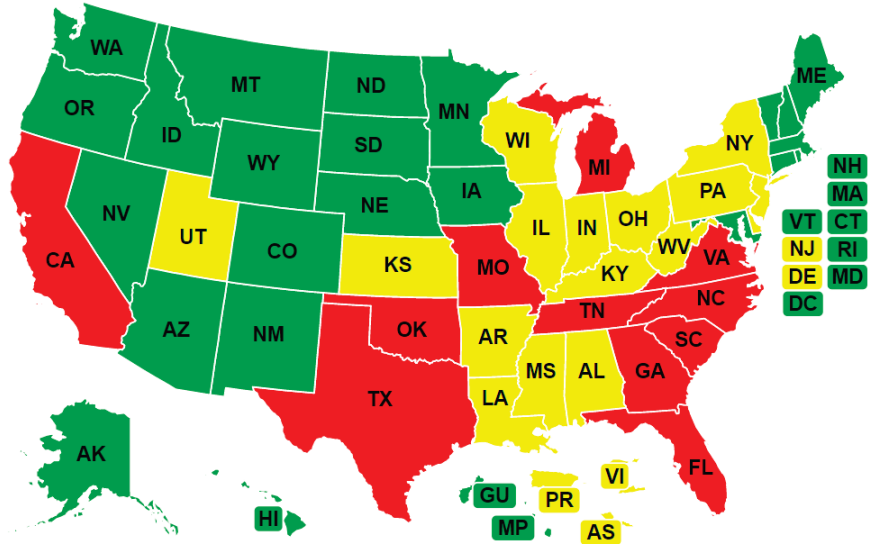 WA
ME
MT
ND
OR
MN
ID
SD
WI
NY
MI
WY
NH
IA
PA
MA
NE
NV
OH
VT CT
UT
IL
IN
CO
WV
NJ RI
CA
KS
VA
MO
KY
DE MD
NC
DC
TN
AZ
NM
OK
AR
SC
MS
AL
GA
TX
LA
AK
FL
VI
GU
PR
HI
MP
AS